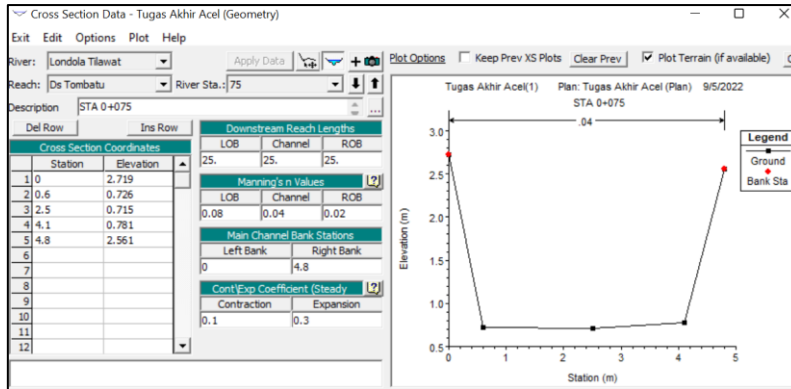 Cross Section Data - Tugas Akhir Acel (Geometry)
Exit Edit Options Plot Help
River: Londola Tilawat Apply Data
Reach: Ds Tombatu River Sta.: 75
Description STA 0+075 ...
Del Row Ins Row
Cross Section Coordinates
Station Elevation
1 0 2.719
2 0.6 0.726
3 2.5 0.715
4 4.1 0.781
5 4.8 2.561
6
7
8
9
10
11
12
Downstream Reach Lengths
LOB Channel ROB
25. 25. 25.
Manning's n Values
LOB Channel ROB
0.08 0.04 0.02
Main Channel Bank Stations
Left Bank Right Bank
0 4.8
Cont\Exp Coefficient (Steady
Contraction Expansion
0.1 0.3
Plot Options Keep Prev XS Plots Clear Prev Plot Terrain (if available)
Tugas Akhir Acel(1) Plan: Tugas Akhir Acel (Plan) 9/5/2022
STA 0+075
.04
Legend
Ground
Bank Sta
Elevation (m)
3.0
2.5
2.0
1.5
1.0
0.5
0 1 2 3 4 5
Station (m)